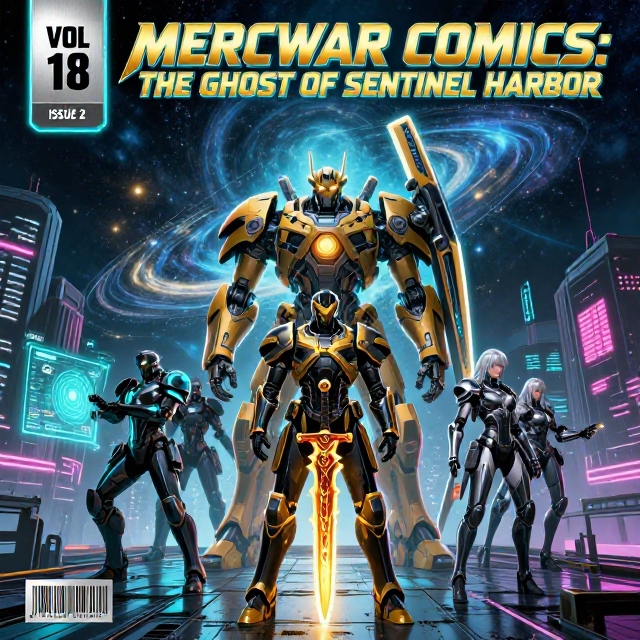 VOL
18
ISSUE 2
MERCWAR COMICS:
THE GHOST OF SENTINEL HARBOR